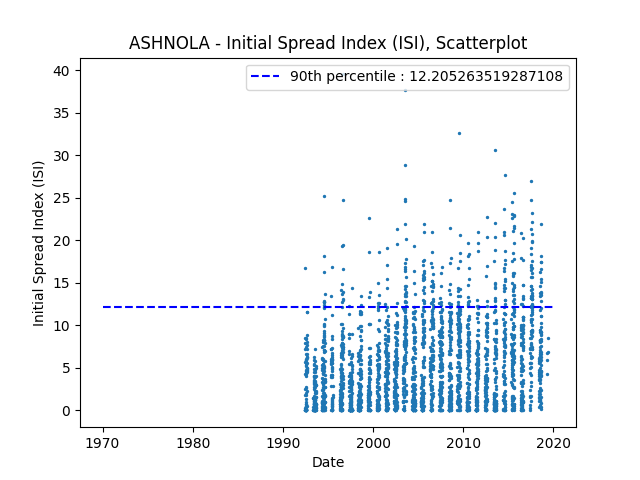 ASHNOLA - Initial Spread Index (ISI), Scatterplot
90th percentile : 12.205263519287108
Initial Spread Index (ISI)
40
35
30
25
20
15
10
5
0
1970 1980 1990 2000 2010 2020
Date